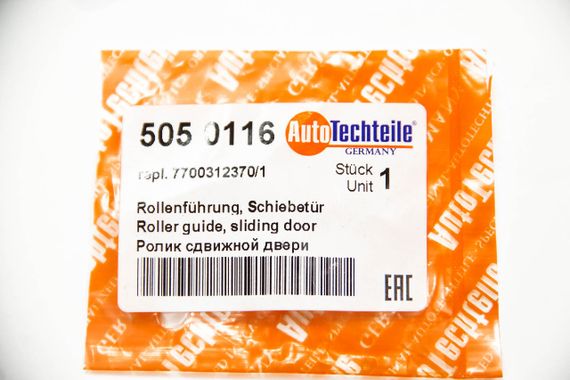 505 0116
AutoTechteile®
GERMANY
repl. 7700312370/1
Stück
Unit 1
Rollenführung, Schiebetür
Roller guide, sliding door
Ролик сдвижной двери
EAC